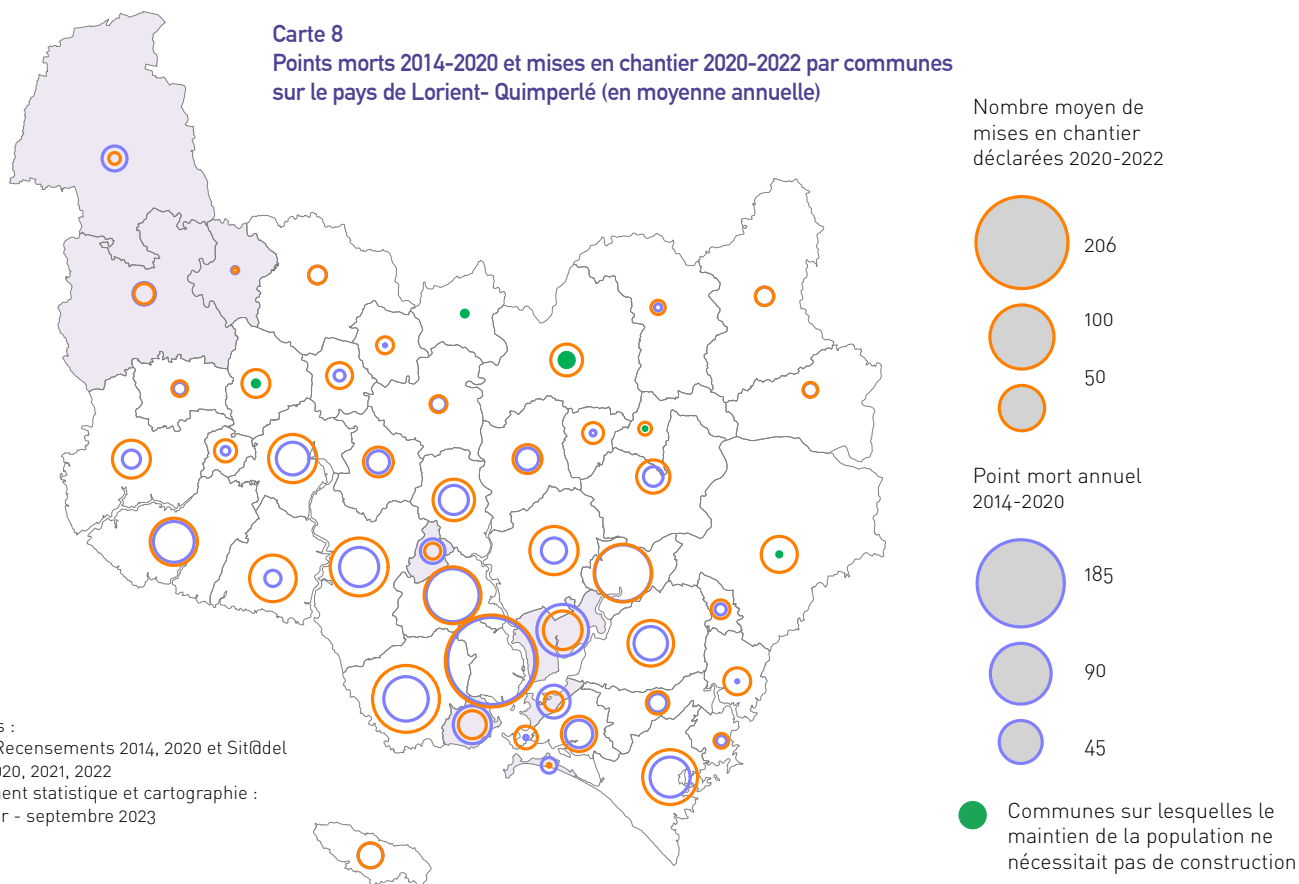 Carte 8
Points morts 2014-2020 et mises en chantier 2020-2022 par communes
sur le pays de Lorient- Quimperlé (en moyenne annuelle)
Nombre moyen de
mises en chantier
déclarées 2020-2022
206
100
50
Point mort annuel
2014-2020
185
90
45
Communes sur lesquelles le
maintien de la population ne
nécessitait pas de construction
s :
Recensements 2014, 2020 et Sit@del
020, 2021, 2022
ment statistique et cartographie :
r - septembre 2023